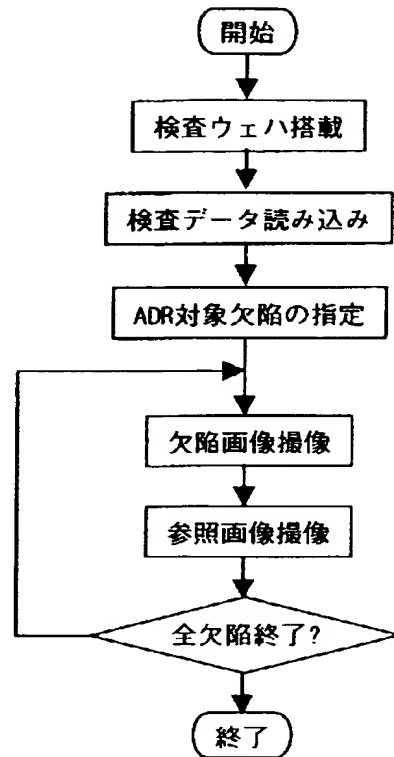 開始
検査ウェハ搭載
検査データ読み込み
ADR対象欠陥の指定
欠陥画像撮像
参照画像撮像
全欠陥終了?
終了